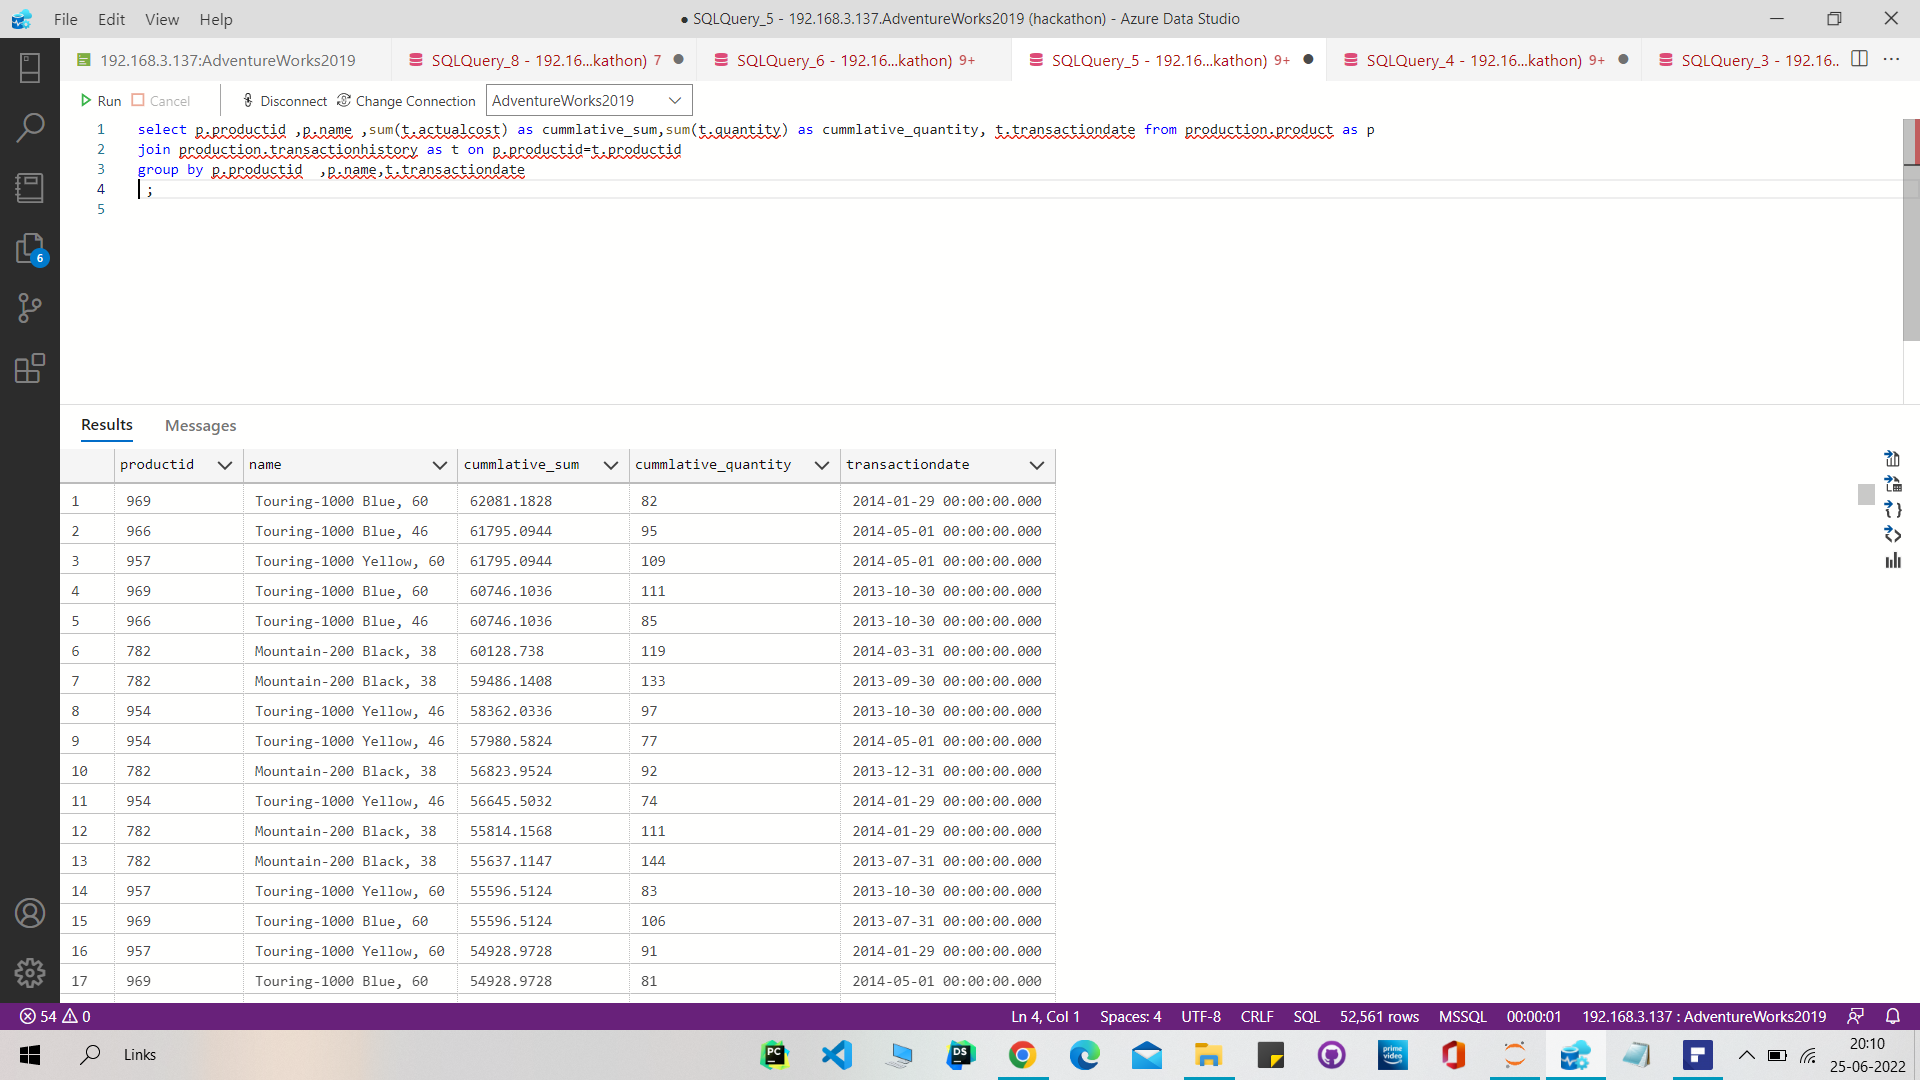 File Edit View Help
● SQLQuery_5 - 192.168.3.137.AdventureWorks2019 (hackathon) - Azure Data Studio
192.168.3.137:AdventureWorks2019
SQLQuery_8 - 192.16...kathon) 7
SQLQuery_6 - 192.16...kathon) 9+
SQLQuery_5 - 192.16...kathon) 9+
SQLQuery_4 - 192.16...kathon) 9+
SQLQuery_3 - 192.16..
Run Cancel Disconnect Change Connection AdventureWorks2019
1 select p.productid ,p.name ,sum(t.actualcost) as cummlative_sum,sum(t.quantity) as cummlative_quantity, t.transactiondate from production.product as p
2 join production.transactionhistory as t on p.productid=t.productid
3 group by p.productid ,p.name,t.transactiondate
4 ;
5
6
Results Messages
productid name cummlative_sum cummlative_quantity transactiondate
1 969 Touring-1000 Blue, 60 62081.1828 82 2014-01-29 00:00:00.000
2 966 Touring-1000 Blue, 46 61795.0944 95 2014-05-01 00:00:00.000
3 957 Touring-1000 Yellow, 60 61795.0944 109 2014-05-01 00:00:00.000
4 969 Touring-1000 Blue, 60 60746.1036 111 2013-10-30 00:00:00.000
5 966 Touring-1000 Blue, 46 60746.1036 85 2013-10-30 00:00:00.000
6 782 Mountain-200 Black, 38 60128.738 119 2014-03-31 00:00:00.000
7 782 Mountain-200 Black, 38 59486.1408 133 2013-09-30 00:00:00.000
8 954 Touring-1000 Yellow, 46 58362.0336 97 2013-10-30 00:00:00.000
9 954 Touring-1000 Yellow, 46 57980.5824 77 2014-05-01 00:00:00.000
10 782 Mountain-200 Black, 38 56823.9524 92 2013-12-31 00:00:00.000
11 954 Touring-1000 Yellow, 46 56645.5032 74 2014-01-29 00:00:00.000
12 782 Mountain-200 Black, 38 55814.1568 111 2014-01-29 00:00:00.000
13 782 Mountain-200 Black, 38 55637.1147 144 2013-07-31 00:00:00.000
14 957 Touring-1000 Yellow, 60 55596.5124 83 2013-10-30 00:00:00.000
15 969 Touring-1000 Blue, 60 55596.5124 106 2013-07-31 00:00:00.000
16 957 Touring-1000 Yellow, 60 54928.9728 91 2014-01-29 00:00:00.000
17 969 Touring-1000 Blue, 60 54928.9728 81 2014-05-01 00:00:00.000
54 0 Ln 4, Col 1 Spaces: 4 UTF-8 CRLF SQL 52,561 rows MSSQL 00:00:01 192.168.3.137 : AdventureWorks2019
Links
PC
DS
prime video
20:10
25-06-2022